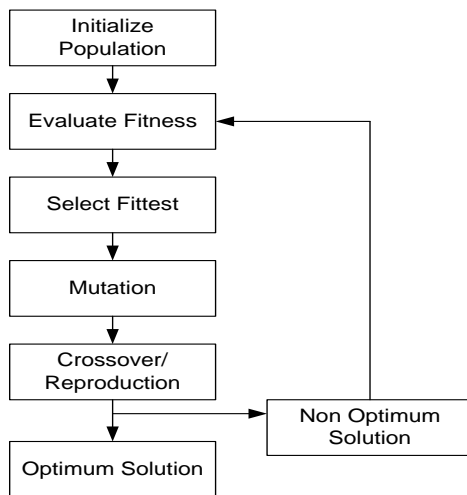 Initialize
Population
Evaluate Fitness
Select Fittest
Mutation
Crossover/
Reproduction
Non Optimum
Solution
Optimum Solution